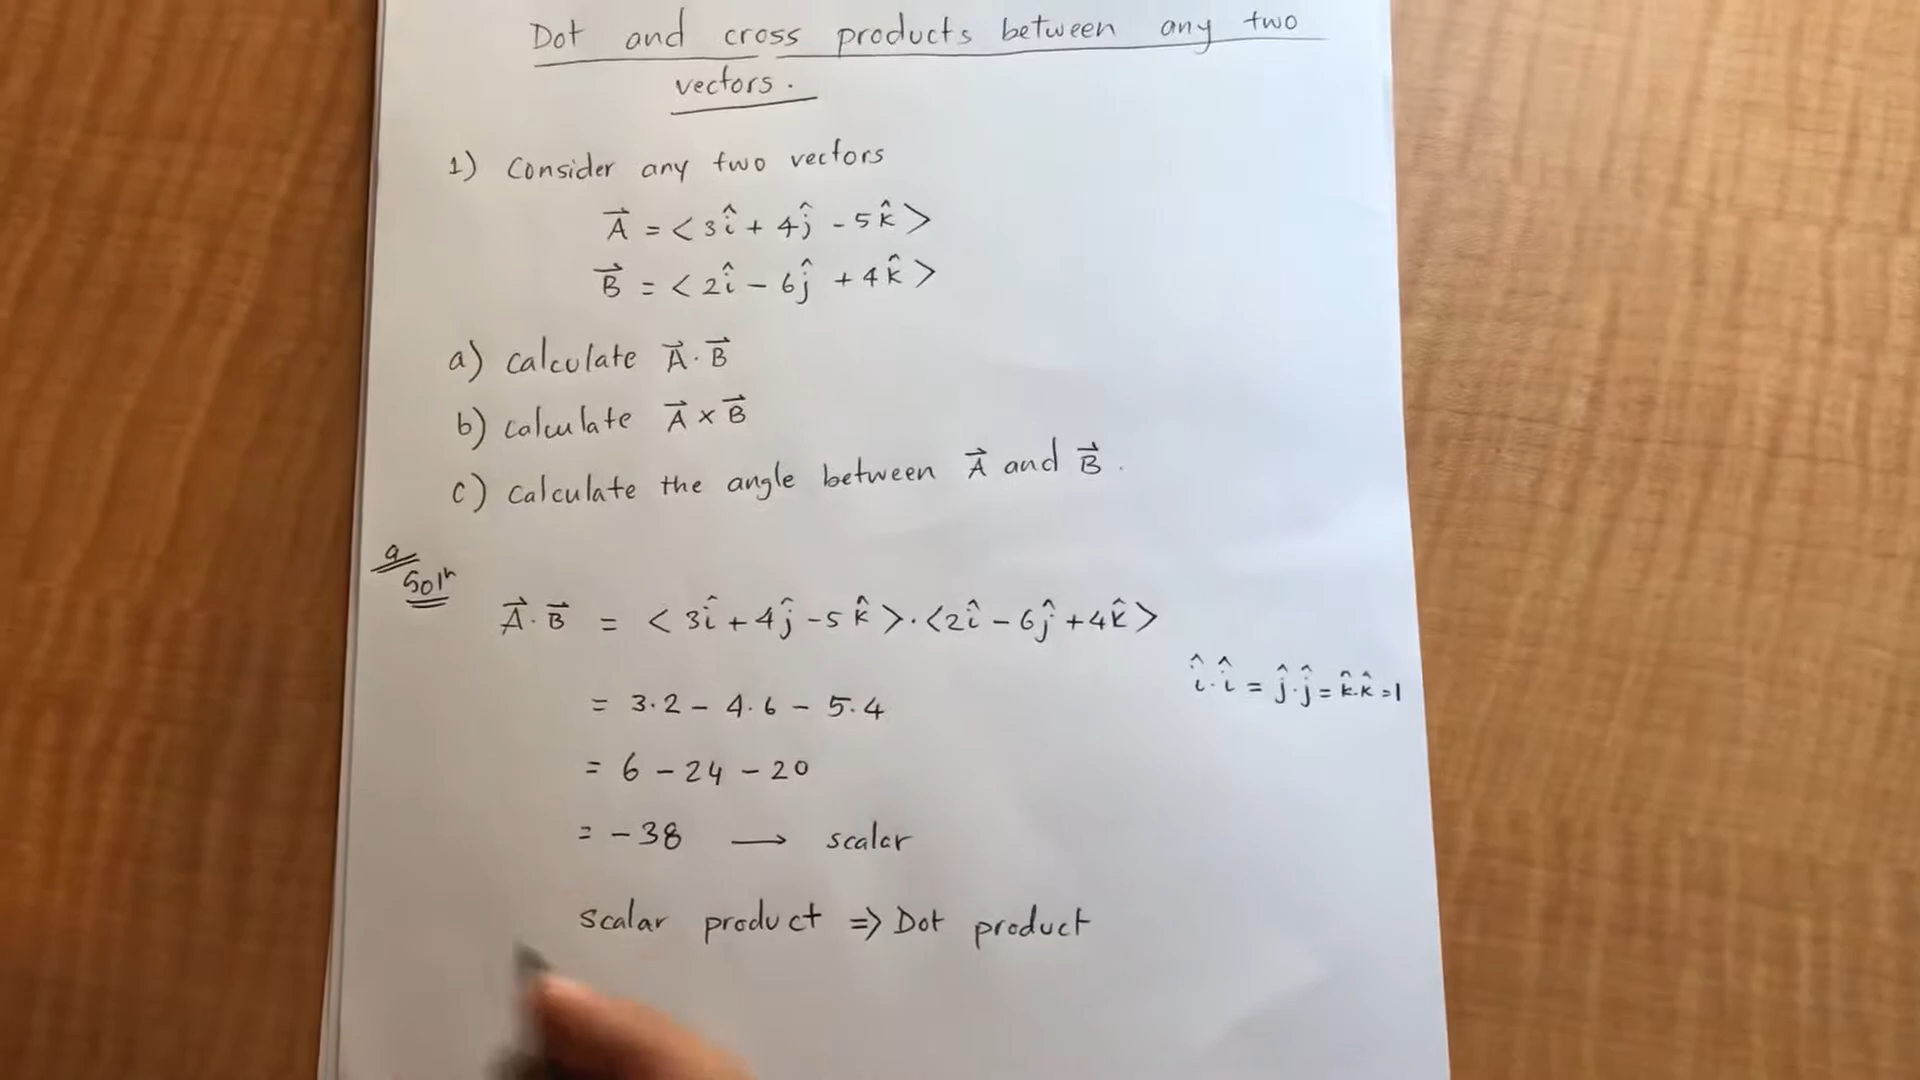 Dot and cross products between any two
vectors.
1) Consider any two vectors
A⃗ = <3î + 4ĵ - 5k̂>
B⃗ = <2î - 6ĵ + 4k̂>
a) calculate A⃗ · B⃗
b) calculate A⃗ × B⃗
c) calculate the angle between A⃗ and B⃗.
a
Solⁿ
A⃗ · B⃗ = <3î + 4ĵ - 5k̂> · <2î - 6ĵ + 4k̂>
î·î = ĵ·ĵ = k̂·k̂ = 1
= 3·2 - 4·6 - 5·4
= 6 - 24 - 20
= -38 → scalar
scalar product ⇒ Dot product